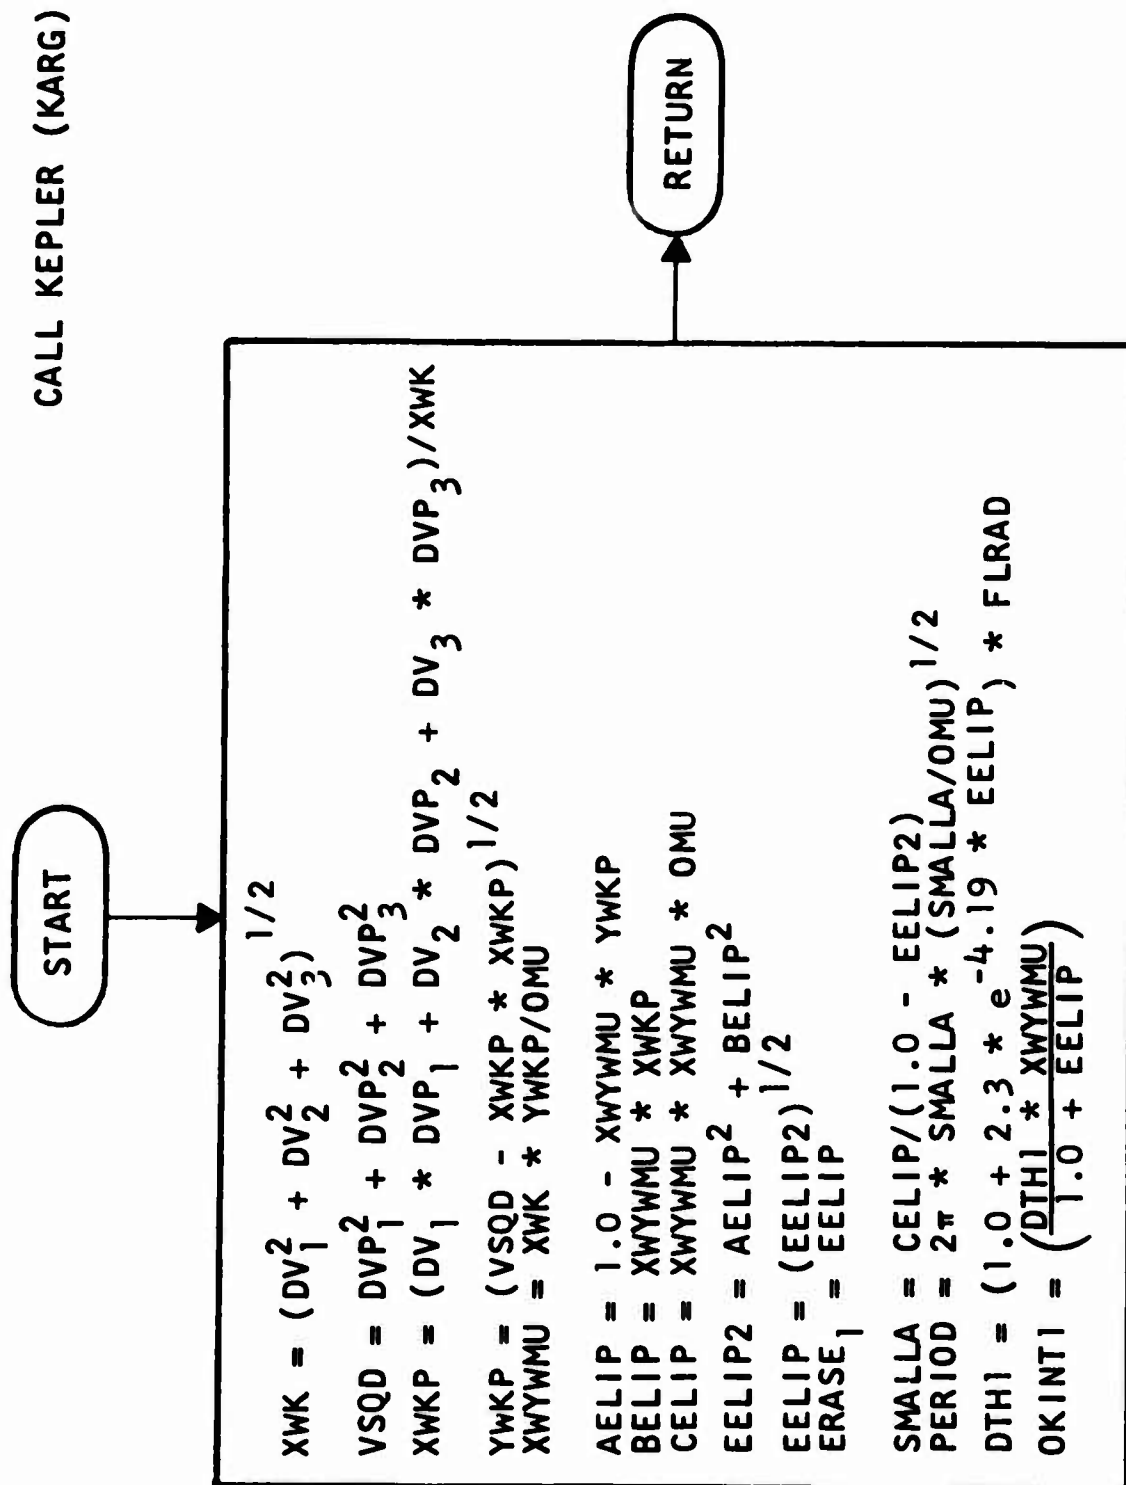 CALL KEPLER (KARG)
START
XWK = (DV₁² + DV₂² + DV₃²)^1/2
VSQD = DVP₁² + DVP₂² + DVP₃²
XWKP = (DV₁ * DVP₁ + DV₂ * DVP₂ + DV₃ * DVP₃)/XWK
YWKP = (VSQD - XWKP * XWKP)^1/2
XWYWMU = XWK * YWKP/OMU
AELIP = 1.0 - XWYWMU * YWKP
BELIP = XWYWMU * XWKP
CELIP = XWYWMU * XWYWMU * OMU
EELIP2 = AELIP² + BELIP²
EELIP = (EELIP2)^1/2
ERASE₁ = EELIP
SMALLA = CELIP/(1.0 - EELIP2)
PERIOD = 2π * SMALLA * (SMALLA/OMU)^1/2
DTH1 = (1.0 + 2.3 * e^-4.19 * EELIP) * FLRAD
OKINT1 = (DTH1 * XWYWMU / 1.0 + EELIP)
RETURN